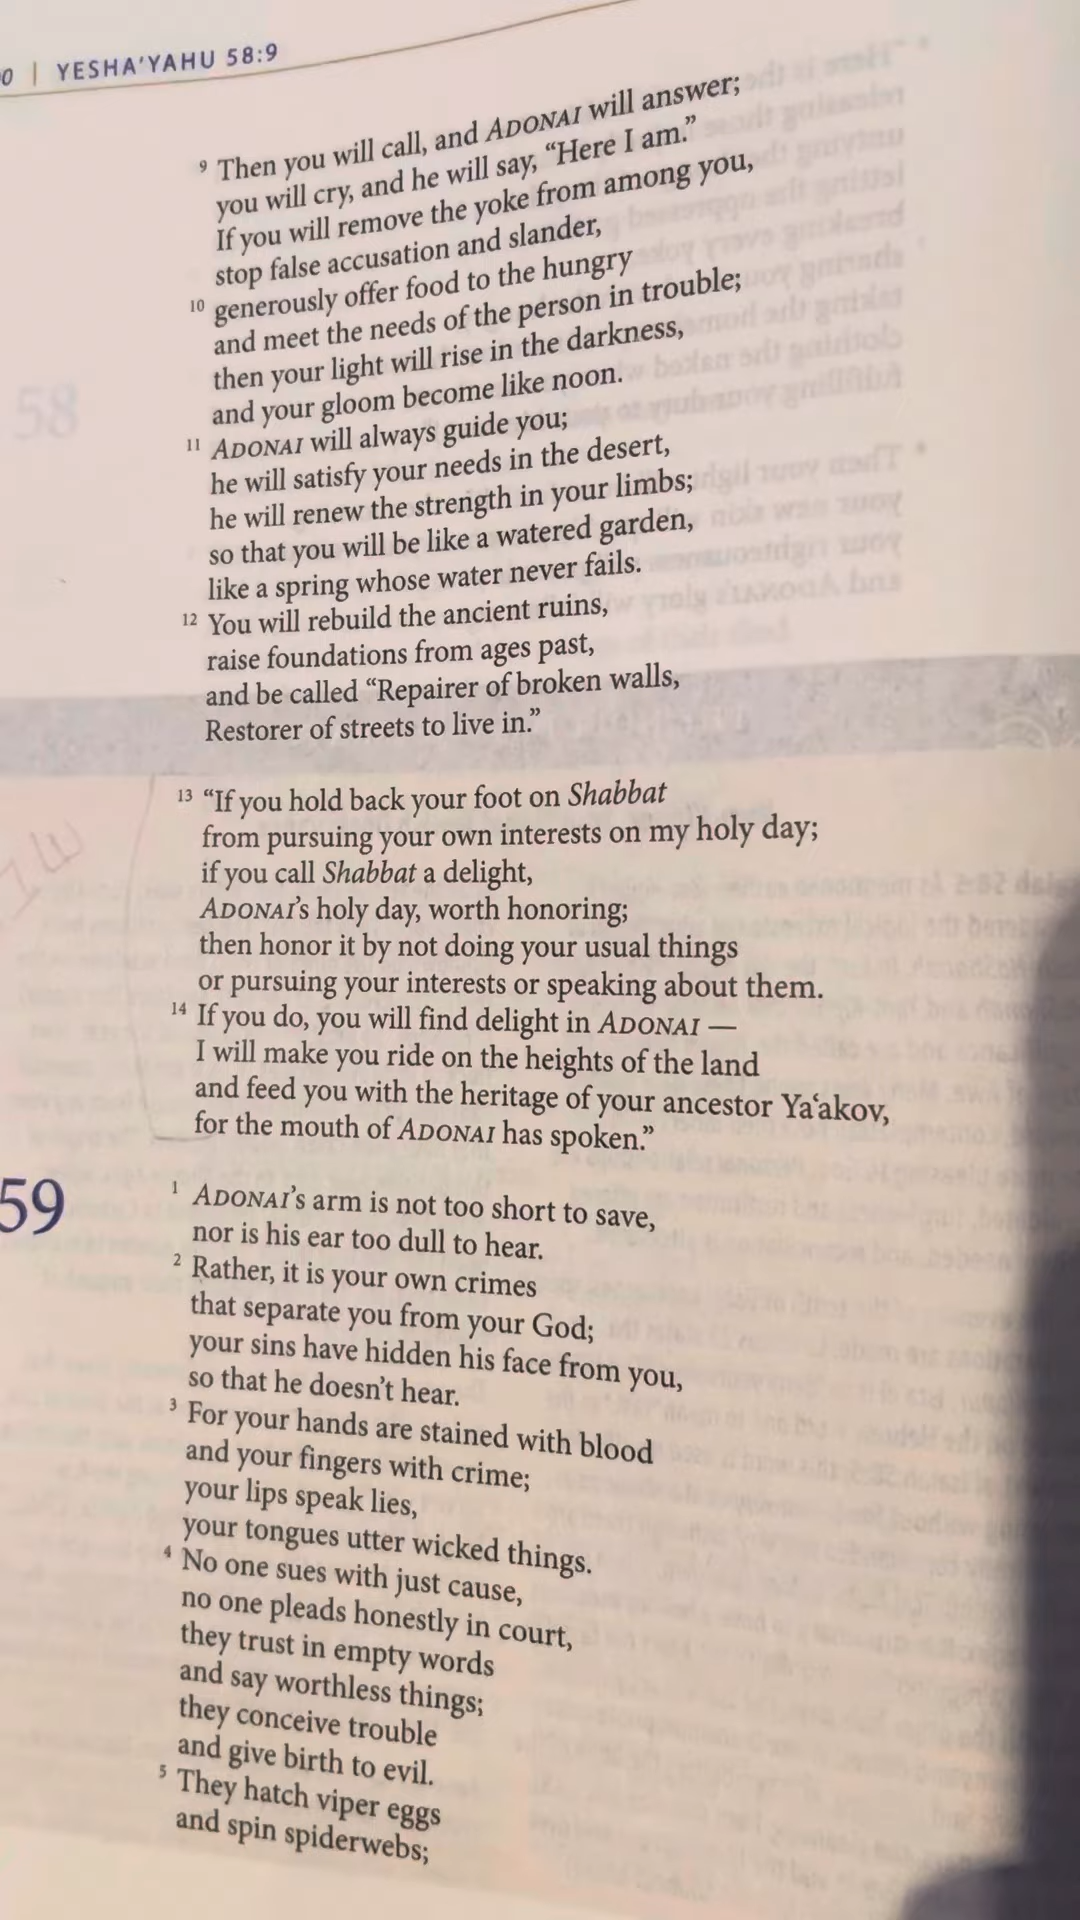 0 | YESHA'YAHU 58:9
9 Then you will call, and ADONAI will answer;
you will cry, and he will say, “Here I am.”
If you will remove the yoke from among you,
stop false accusation and slander,
10 generously offer food to the hungry
and meet the needs of the person in trouble;
then your light will rise in the darkness,
and your gloom become like noon.
11 ADONAI will always guide you;
he will satisfy your needs in the desert,
he will renew the strength in your limbs;
so that you will be like a watered garden,
like a spring whose water never fails.
12 You will rebuild the ancient ruins,
raise foundations from ages past,
and be called “Repairer of broken walls,
Restorer of streets to live in.”
13 “If you hold back your foot on Shabbat
from pursuing your own interests on my holy day;
if you call Shabbat a delight,
ADONAI’s holy day, worth honoring;
then honor it by not doing your usual things
or pursuing your interests or speaking about them.
14 If you do, you will find delight in ADONAI —
I will make you ride on the heights of the land
and feed you with the heritage of your ancestor Ya‘akov,
for the mouth of ADONAI has spoken.”
59
1 ADONAI’s arm is not too short to save,
nor is his ear too dull to hear.
2 Rather, it is your own crimes
that separate you from your God;
your sins have hidden his face from you,
so that he doesn’t hear.
3 For your hands are stained with blood
and your fingers with crime;
your lips speak lies,
your tongues utter wicked things.
4 No one sues with just cause,
no one pleads honestly in court,
they trust in empty words
and say worthless things;
they conceive trouble
and give birth to evil.
5 They hatch viper eggs
and spin spiderwebs;